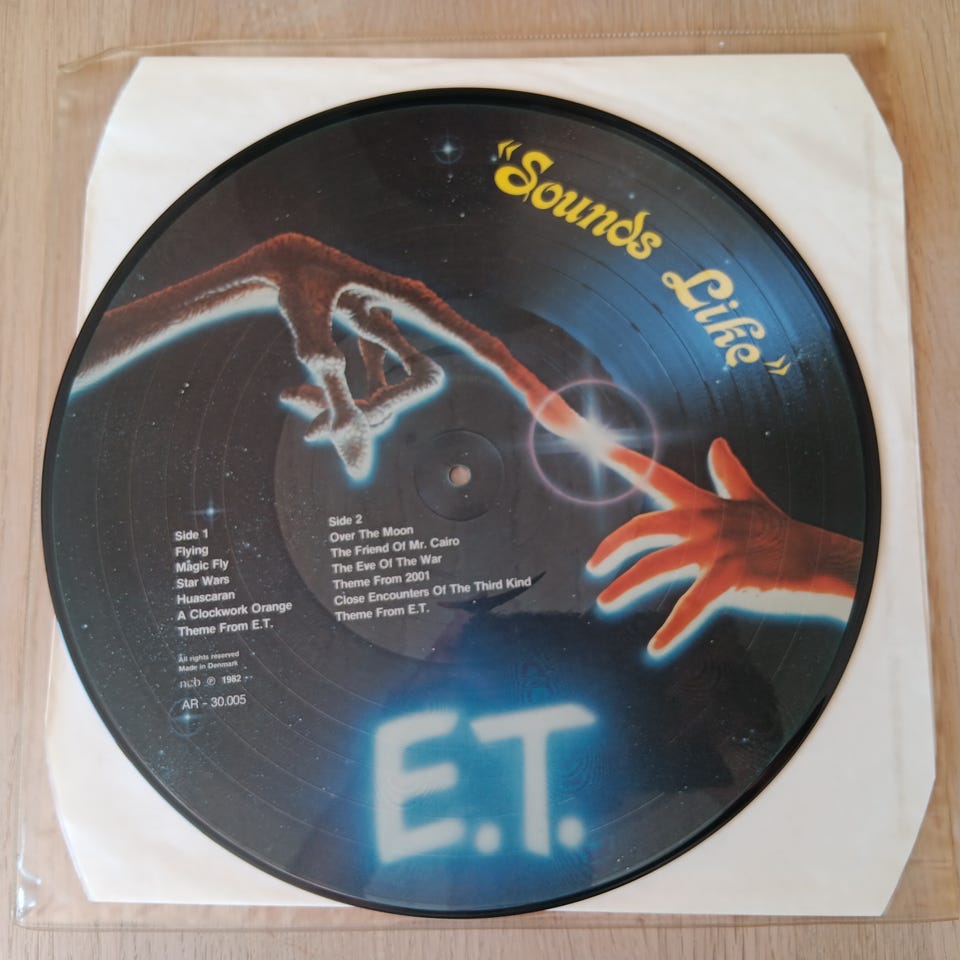 "Sounds Like"
Side 1
Flying
Magic Fly
Star Wars
Huascaran
A Clockwork Orange
Theme From E.T.
Side 2
Over The Moon
The Friend Of Mr. Cairo
The Eve Of The War
Theme From 2001
Close Encounters Of The Third Kind
Theme From E.T.
All rights reserved
Made in Denmark
ncb ℗ 1982
AR - 30.005
E.T.